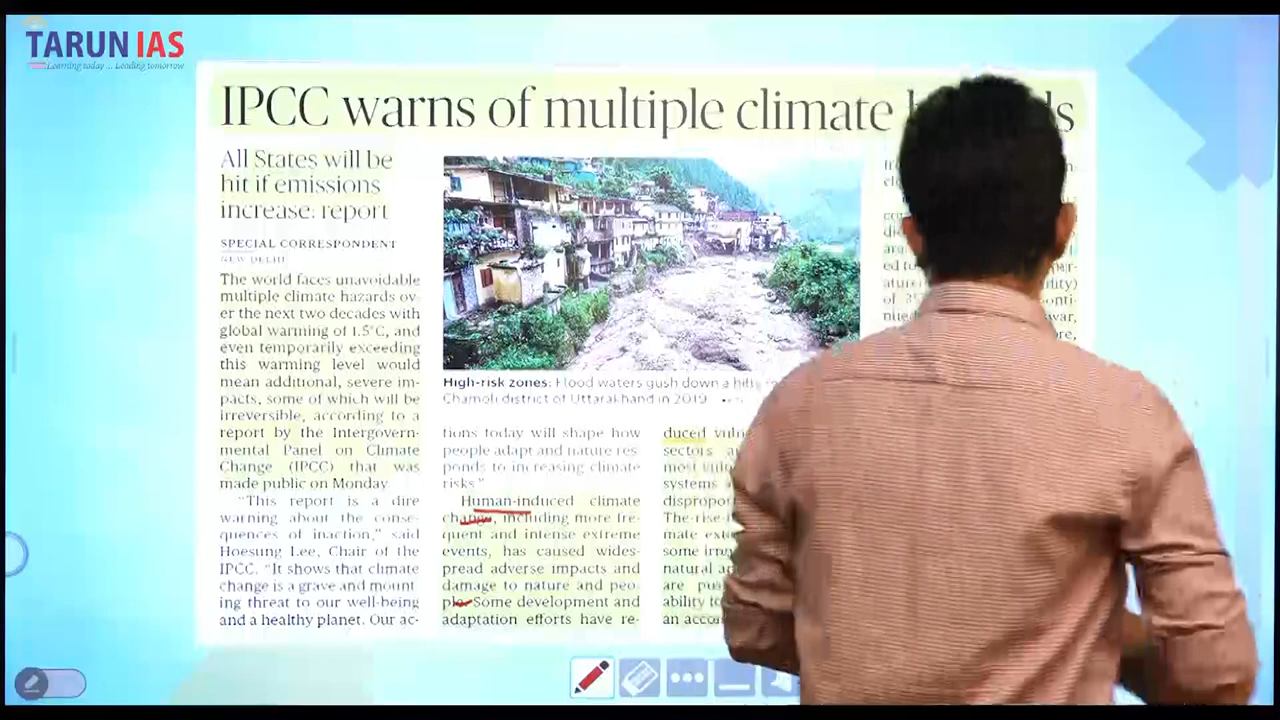 TARUN IAS
Learning today ... Leading tomorrow
IPCC warns of multiple climate
All States will be
hit if emissions
increase: report
SPECIAL CORRESPONDENT
NEW DELHI
The world faces unavoidable
multiple climate hazards ov-
er the next two decades with
global warming of 1.5°C, and
even temporarily exceeding
this warming level would
mean additional, severe im-
pacts, some of which will be
irreversible, according to a
report by the Intergovern-
mental Panel on Climate
Change (IPCC) that was
made public on Monday.
"This report is a dire
warning about the conse-
quences of inaction," said
Hoesung Lee, Chair of the
IPCC. "It shows that climate
change is a grave and mount-
ing threat to our well-being
and a healthy planet. Our ac-
High-risk zones: Flood waters gush down a hilly
Chamoli district of Uttarakhand in 2019
tions today will shape how
people adapt and nature res-
ponds to increasing climate
risks"
Human-induced climate
change, including more fre-
quent and intense extreme
events, has caused wides-
pread adverse impacts and
damage to nature and peo-
ple. Some development and
adaptation efforts have re-
duced
sectors
most
systems
The rise
mate
some
natural
are
ability to
an